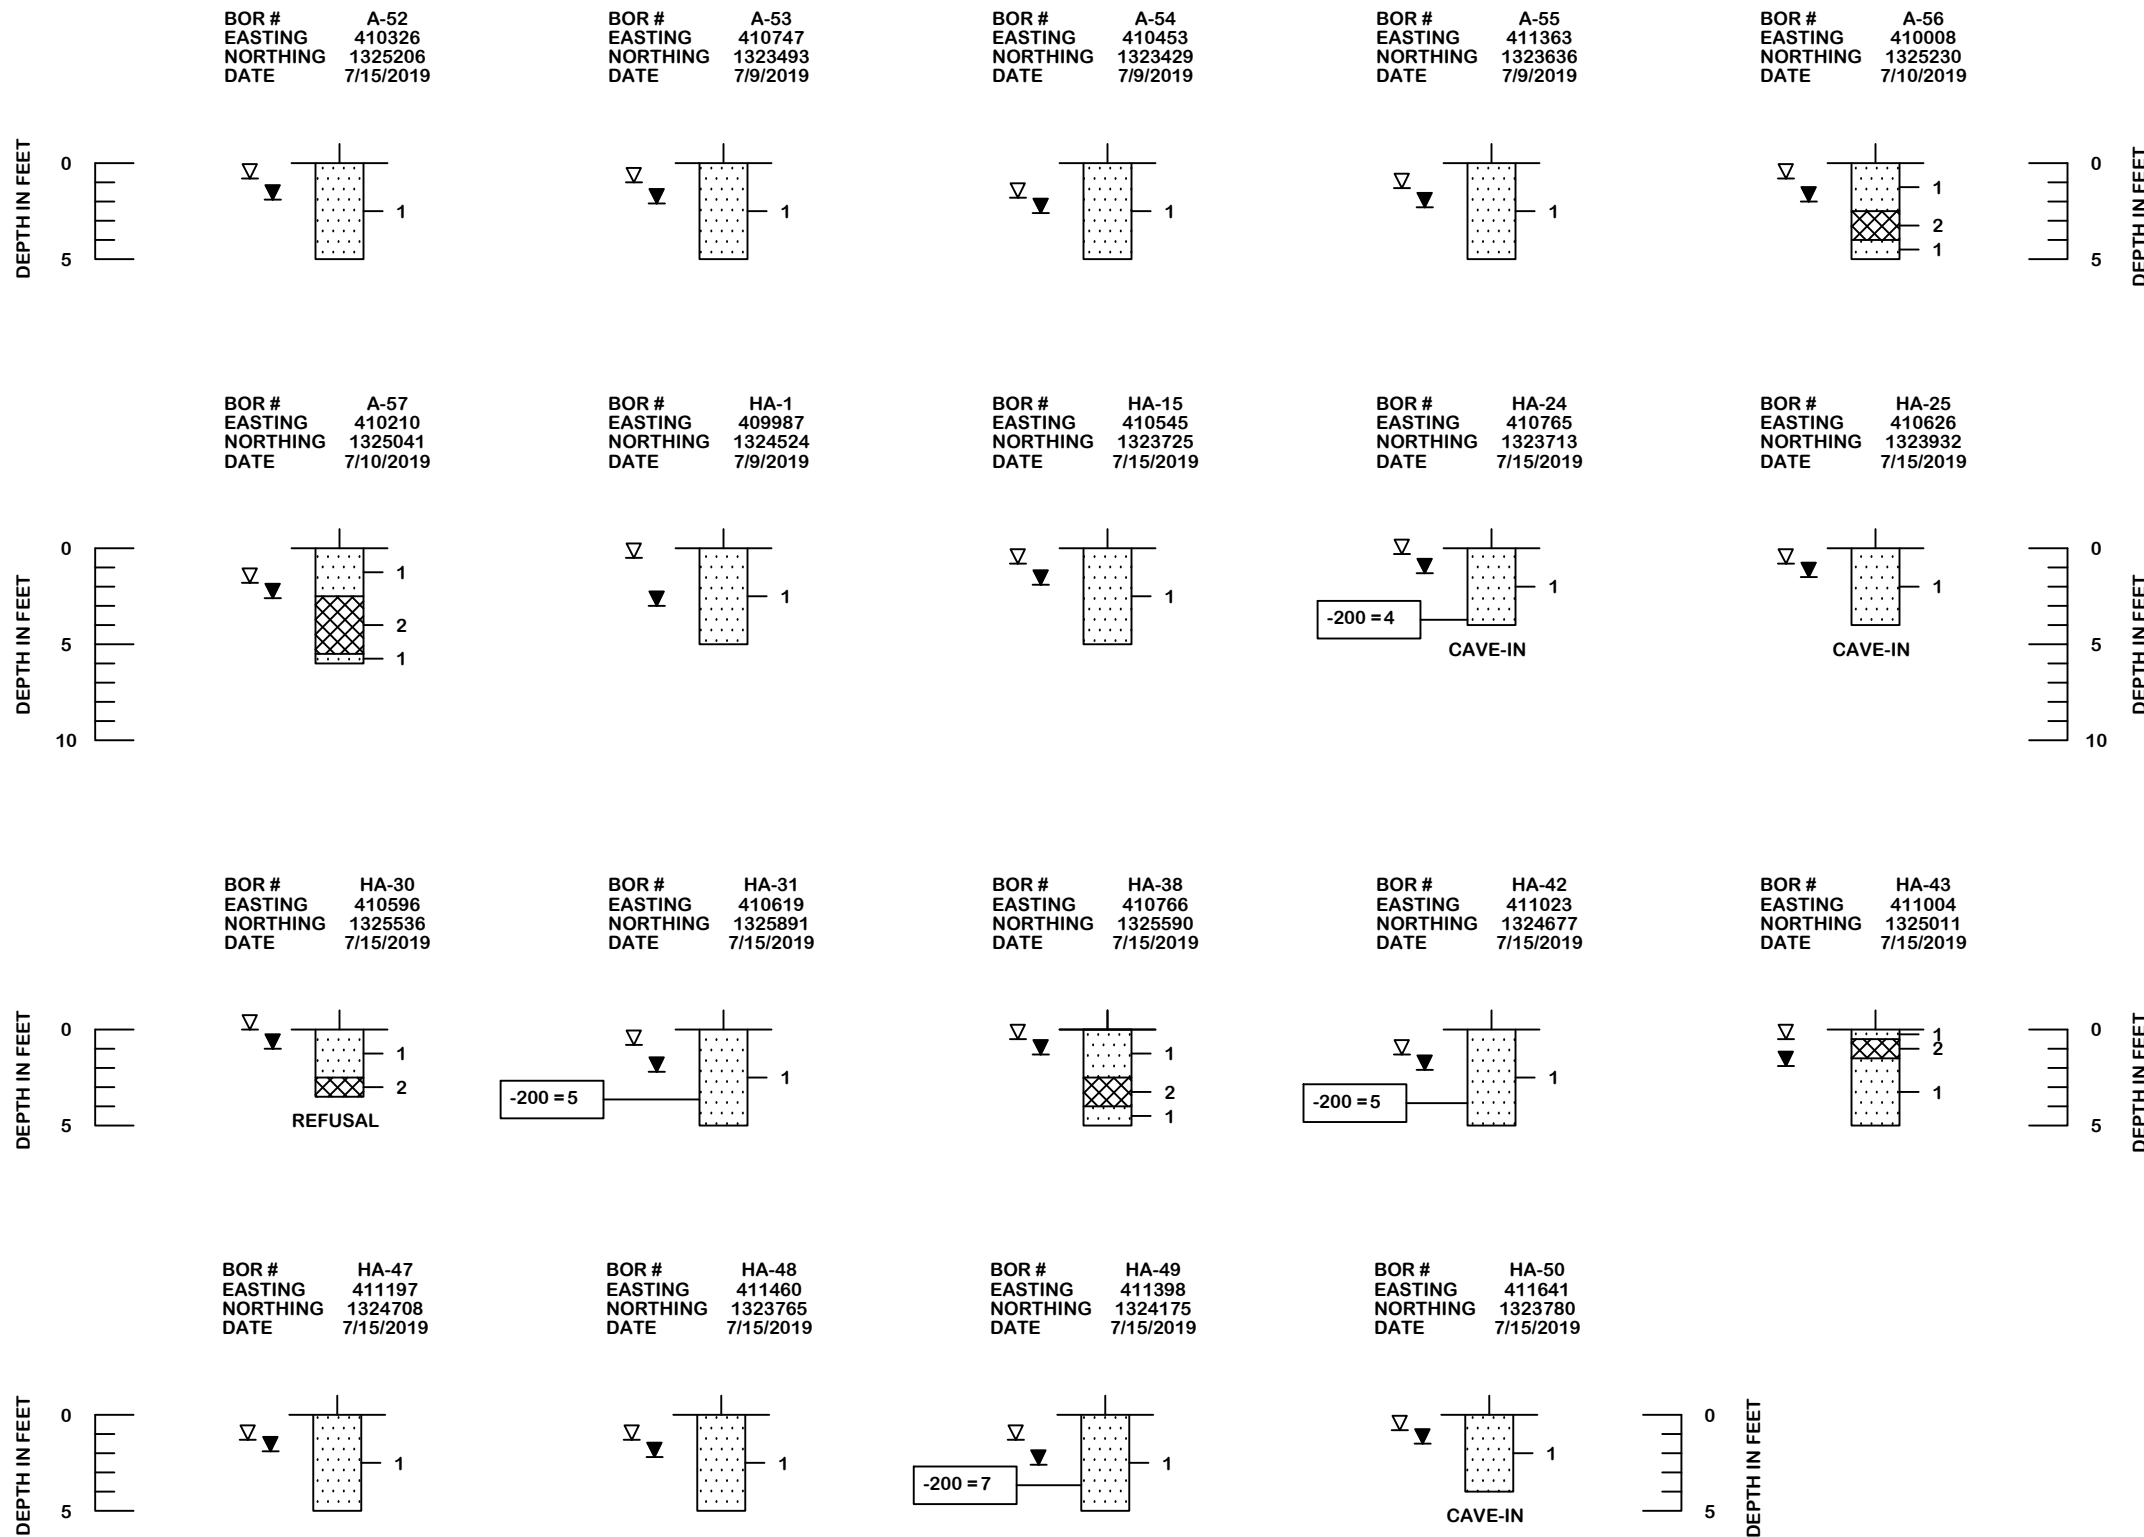 BOR # A-52 BOR # A-53 BOR # A-54 BOR # A-55 BOR # A-56
EASTING 410326 EASTING 410747 EASTING 410453 EASTING 411363 EASTING 410008
NORTHING 1325206 NORTHING 1323493 NORTHING 1323429 NORTHING 1323636 NORTHING 1325230
DATE 7/15/2019 DATE 7/9/2019 DATE 7/9/2019 DATE 7/9/2019 DATE 7/10/2019
DEPTH IN FEET
0 0
1
1 1 1 1
2
1
5 5
DEPTH IN FEET
BOR # A-57 BOR # HA-1 BOR # HA-15 BOR # HA-24 BOR # HA-25
EASTING 410210 EASTING 409987 EASTING 410545 EASTING 410765 EASTING 410626
NORTHING 1325041 NORTHING 1324524 NORTHING 1323725 NORTHING 1323713 NORTHING 1323932
DATE 7/10/2019 DATE 7/9/2019 DATE 7/15/2019 DATE 7/15/2019 DATE 7/15/2019
DEPTH IN FEET
0 0
1
1 1
1 1
-200 = 4
2
5 5
CAVE-IN CAVE-IN
1
10 10
DEPTH IN FEET
BOR # HA-30 BOR # HA-31 BOR # HA-38 BOR # HA-42 BOR # HA-43
EASTING 410596 EASTING 410619 EASTING 410766 EASTING 411023 EASTING 411004
NORTHING 1325536 NORTHING 1325891 NORTHING 1325590 NORTHING 1324677 NORTHING 1325011
DATE 7/15/2019 DATE 7/15/2019 DATE 7/15/2019 DATE 7/15/2019 DATE 7/15/2019
DEPTH IN FEET
0 0
1
2
1 1
1 1
2 2 1
-200 = 5 -200 = 5
1
REFUSAL
5 5
DEPTH IN FEET
BOR # HA-47 BOR # HA-48 BOR # HA-49 BOR # HA-50
EASTING 411197 EASTING 411460 EASTING 411398 EASTING 411641
NORTHING 1324708 NORTHING 1323765 NORTHING 1324175 NORTHING 1323780
DATE 7/15/2019 DATE 7/15/2019 DATE 7/15/2019 DATE 7/15/2019
DEPTH IN FEET
0 0
1
1 1 1
-200 = 7
5 5
CAVE-IN
DEPTH IN FEET